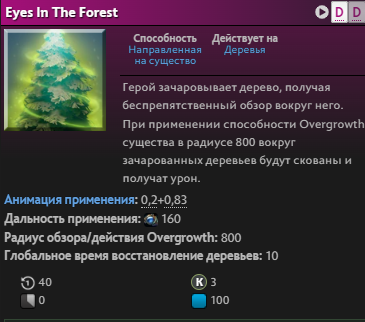 Eyes In The Forest
D D
Способность Действует на
Направленная Деревья
на существо
Герой зачаровывает дерево, получая
беспрепятственный обзор вокруг него.
При применении способности Overgrowth
существа в радиусе 800 вокруг
зачарованных деревьев будут скованы и
получат урон.
Анимация применения: 0,2+0,83
Дальность применения: 160
Радиус обзора/действия Overgrowth: 800
Глобальное время восстановление деревьев: 10
40 K 3
0 100